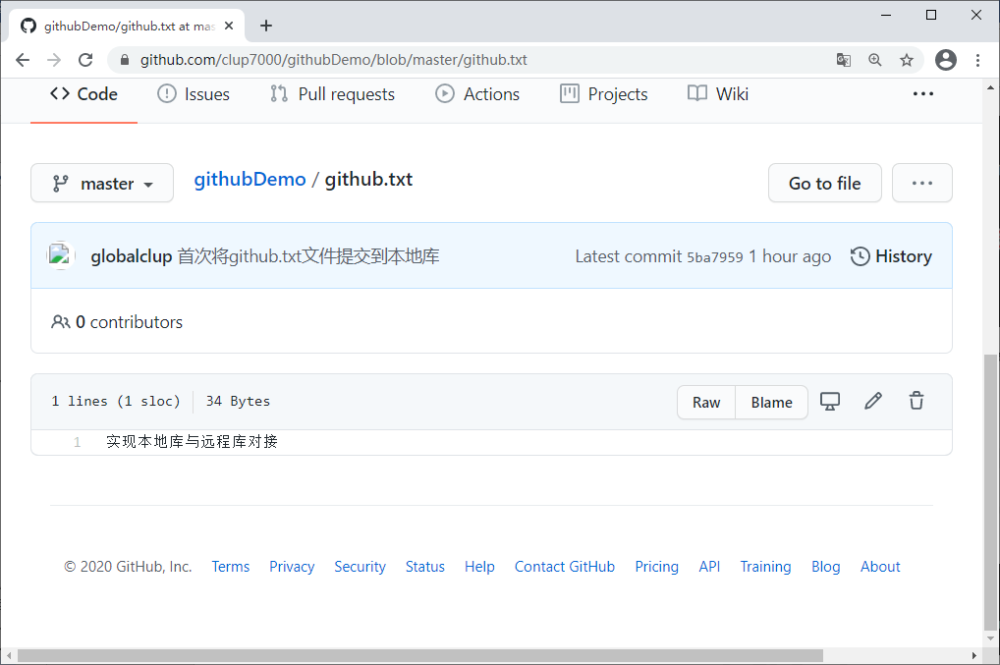 githubDemo/github.txt at mas
github.com/clup7000/githubDemo/blob/master/github.txt
Code Issues Pull requests Actions Projects Wiki
master githubDemo / github.txt Go to file
globalclup 首次将github.txt文件提交到本地库 Latest commit 5ba7959 1 hour ago History
0 contributors
1 lines (1 sloc) 34 Bytes Raw Blame
1 实现本地库与远程库对接
© 2020 GitHub, Inc. Terms Privacy Security Status Help Contact GitHub Pricing API Training Blog About